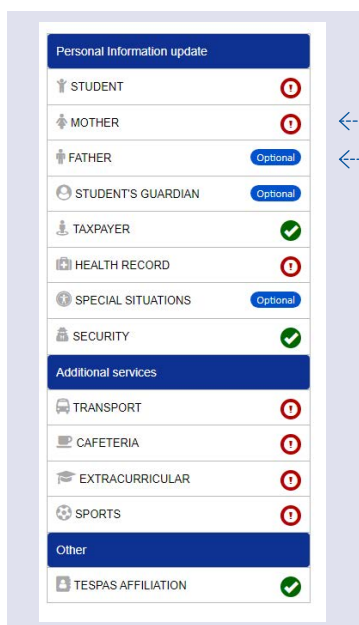 Personal Information update
STUDENT
MOTHER
FATHER Optional
STUDENT'S GUARDIAN Optional
TAXPAYER
HEALTH RECORD
SPECIAL SITUATIONS Optional
SECURITY
Additional services
TRANSPORT
CAFETERIA
EXTRACURRICULAR
SPORTS
Other
TESPAS AFFILIATION